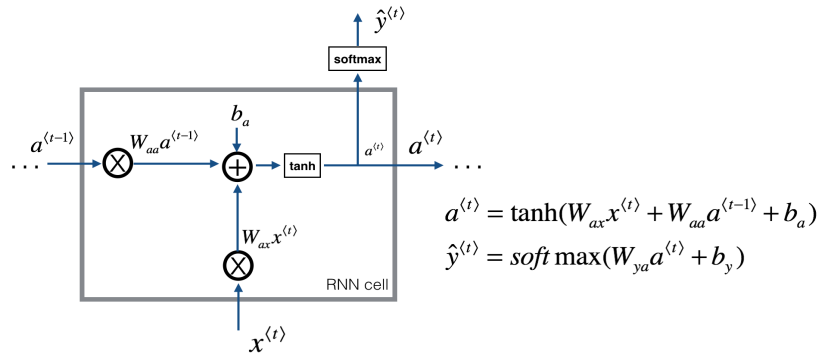 ŷ⟨t⟩
softmax
b_a
a⟨t−1⟩
W_aa a⟨t−1⟩
a⟨t⟩
a⟨t⟩
. . .
+
tanh
. . .
a⟨t⟩ = tanh(W_ax x⟨t⟩ + W_aa a⟨t−1⟩ + b_a)
W_ax x⟨t⟩
ŷ⟨t⟩ = soft max(W_ya a⟨t⟩ + b_y)
RNN cell
x⟨t⟩